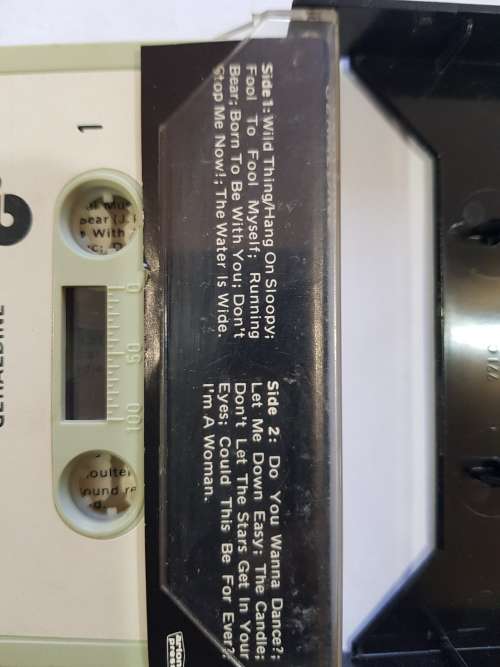 Side 1: Wild Thing/Hang On Sloopy;
Fool To Fool Myself; Running
Bear; Born To Be With You; Don't
Stop Me Now!; The Water Is Wide.
Side 2: Do You Wanna Dance?;
Let Me Down Easy; The Candle;
Don't Let The Stars Get In Your
Eyes; Could This Be For Ever?;
I'm A Woman.
1
0 50 100